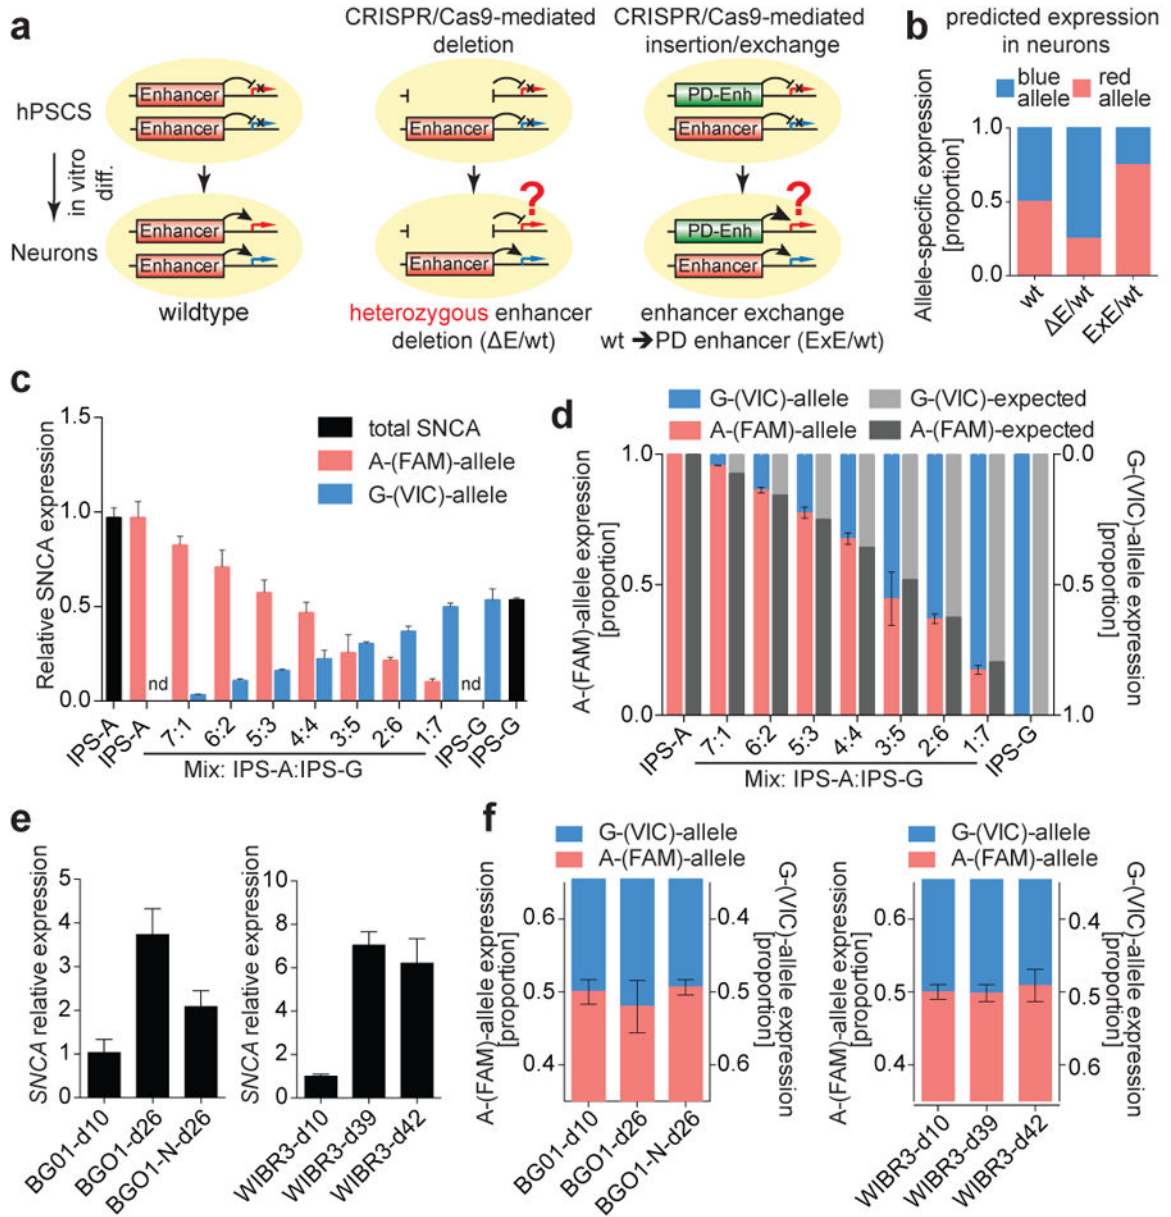 a
CRISPR/Cas9-mediated
deletion
CRISPR/Cas9-mediated
insertion/exchange
hPSCS
in vitro
diff.
Neurons
Enhancer
x
Enhancer
x
Enhancer
Enhancer
wildtype
x
Enhancer
x
?
Enhancer
heterozygous enhancer
deletion (ΔE/wt)
PD-Enh
x
Enhancer
x
?
PD-Enh
Enhancer
enhancer exchange
wt ➔PD enhancer (ExE/wt)
b
predicted expression
in neurons
blue
allele
red
allele
Allele-specific expression
[proportion]
1.0
0.5
0.0
wt
ΔE/wt
ExE/wt
c
Relative SNCA expression
1.5
1.0
0.5
0.0
total SNCA
A-(FAM)-allele
G-(VIC)-allele
nd
nd
IPS-A
IPS-A
7:1
6:2
5:3
4:4
3:5
2:6
1:7
IPS-G
IPS-G
Mix: IPS-A:IPS-G
d
G-(VIC)-allele
G-(VIC)-expected
A-(FAM)-allele
A-(FAM)-expected
A-(FAM)-allele expression
[proportion]
1.0
0.5
0.0
0.0
0.5
1.0
G-(VIC)-allele expression
[proportion]
IPS-A
7:1
6:2
5:3
4:4
3:5
2:6
1:7
IPS-G
Mix: IPS-A:IPS-G
e
SNCA relative expression
5
4
3
2
1
0
BG01-d10
BGO1-d26
BGO1-N-d26
SNCA relative expression
10
8
6
4
2
0
WIBR3-d10
WIBR3-d39
WIBR3-d42
f
G-(VIC)-allele
A-(FAM)-allele
A-(FAM)-allele expression
[proportion]
0.6
0.5
0.4
0.4
0.5
0.6
G-(VIC)-allele expression
[proportion]
BG01-d10
BGO1-d26
BGO1-N-d26
G-(VIC)-allele
A-(FAM)-allele
A-(FAM)-allele expression
[proportion]
0.6
0.5
0.4
0.4
0.5
0.6
G-(VIC)-allele expression
[proportion]
WIBR3-d10
WIBR3-d39
WIBR3-d42